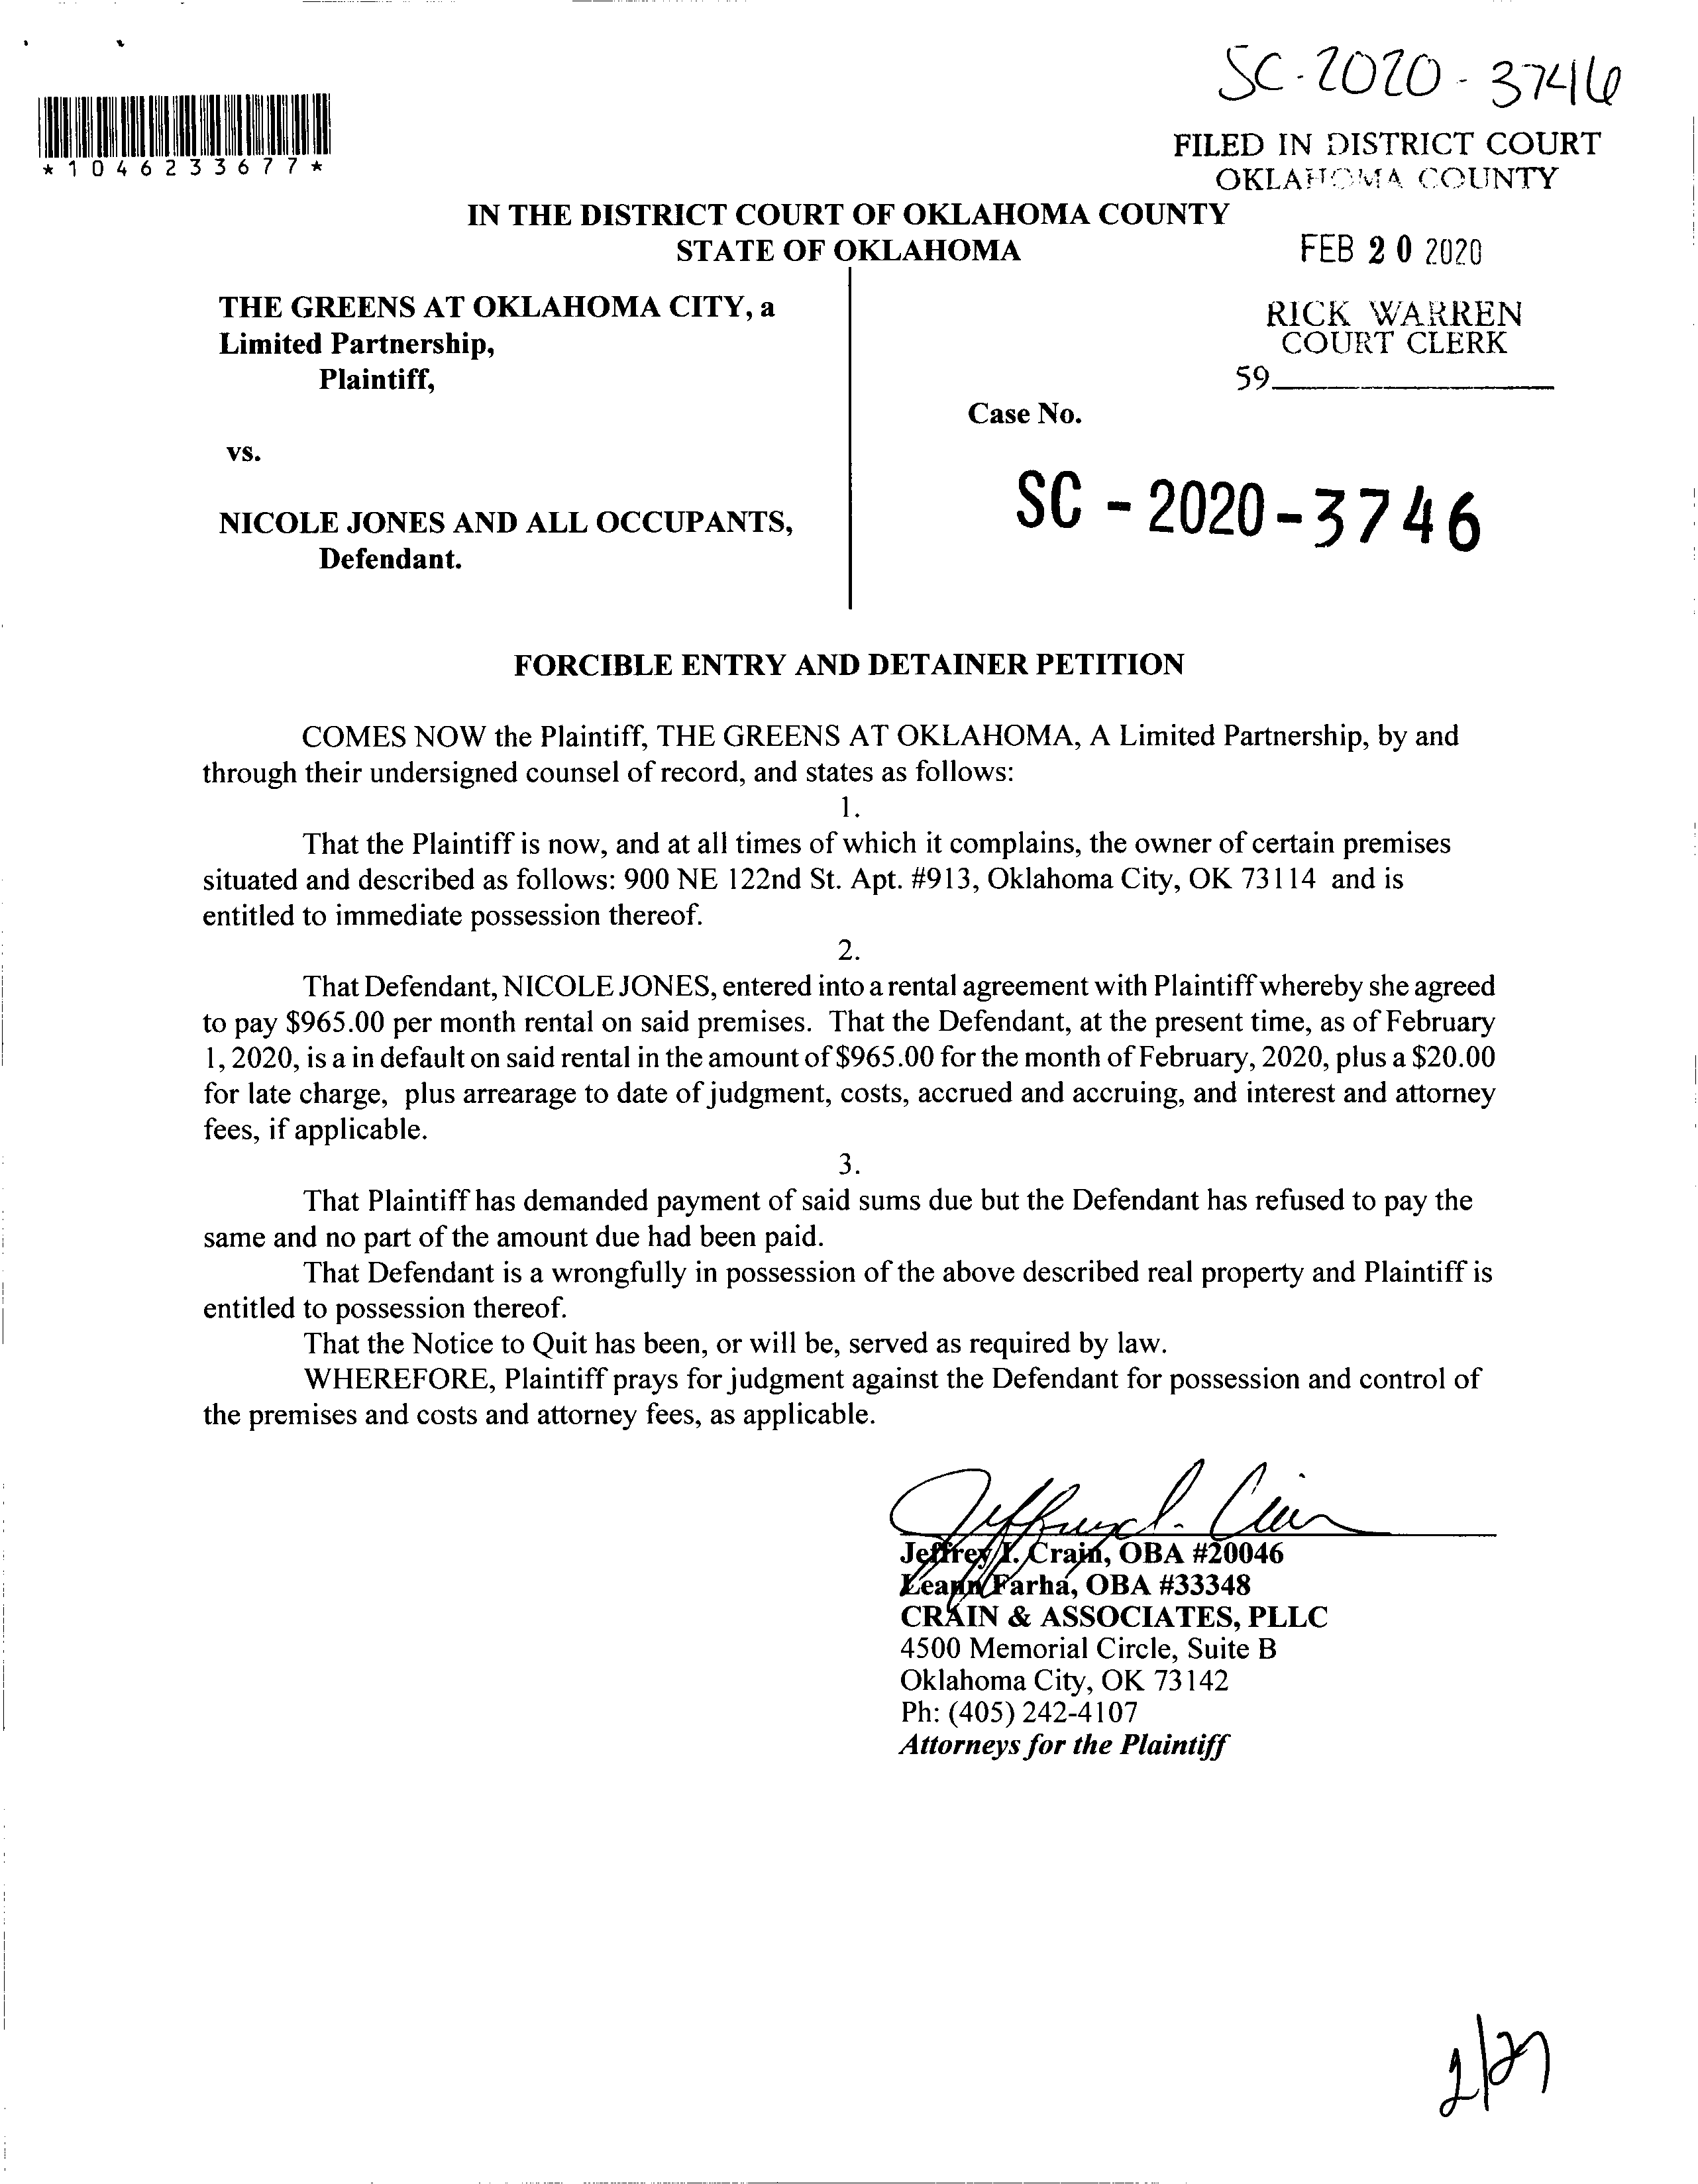 SC-2020-3746
*1046233677*
FILED IN DISTRICT COURT
OKLAHOMA COUNTY
IN THE DISTRICT COURT OF OKLAHOMA COUNTY
STATE OF OKLAHOMA
FEB 20 2020
THE GREENS AT OKLAHOMA CITY, a
Limited Partnership,
Plaintiff,
RICK WARREN
COURT CLERK
59
Case No.
vs.
SC - 2020 - 3746
NICOLE JONES AND ALL OCCUPANTS,
Defendant.
FORCIBLE ENTRY AND DETAINER PETITION
COMES NOW the Plaintiff, THE GREENS AT OKLAHOMA, A Limited Partnership, by and
through their undersigned counsel of record, and states as follows:
1.
That the Plaintiff is now, and at all times of which it complains, the owner of certain premises
situated and described as follows: 900 NE 122nd St. Apt. #913, Oklahoma City, OK 73114 and is
entitled to immediate possession thereof.
2.
That Defendant, NICOLE JONES, entered into a rental agreement with Plaintiff whereby she agreed
to pay $965.00 per month rental on said premises. That the Defendant, at the present time, as of February
1, 2020, is a in default on said rental in the amount of $965.00 for the month of February, 2020, plus a $20.00
for late charge, plus arrearage to date of judgment, costs, accrued and accruing, and interest and attorney
fees, if applicable.
3.
That Plaintiff has demanded payment of said sums due but the Defendant has refused to pay the
same and no part of the amount due had been paid.
That Defendant is a wrongfully in possession of the above described real property and Plaintiff is
entitled to possession thereof.
That the Notice to Quit has been, or will be, served as required by law.
WHEREFORE, Plaintiff prays for judgment against the Defendant for possession and control of
the premises and costs and attorney fees, as applicable.
Jeffrey I. Crain, OBA #20046
Leann Farha, OBA #33348
CRAIN & ASSOCIATES, PLLC
4500 Memorial Circle, Suite B
Oklahoma City, OK 73142
Ph: (405) 242-4107
Attorneys for the Plaintiff
2/27